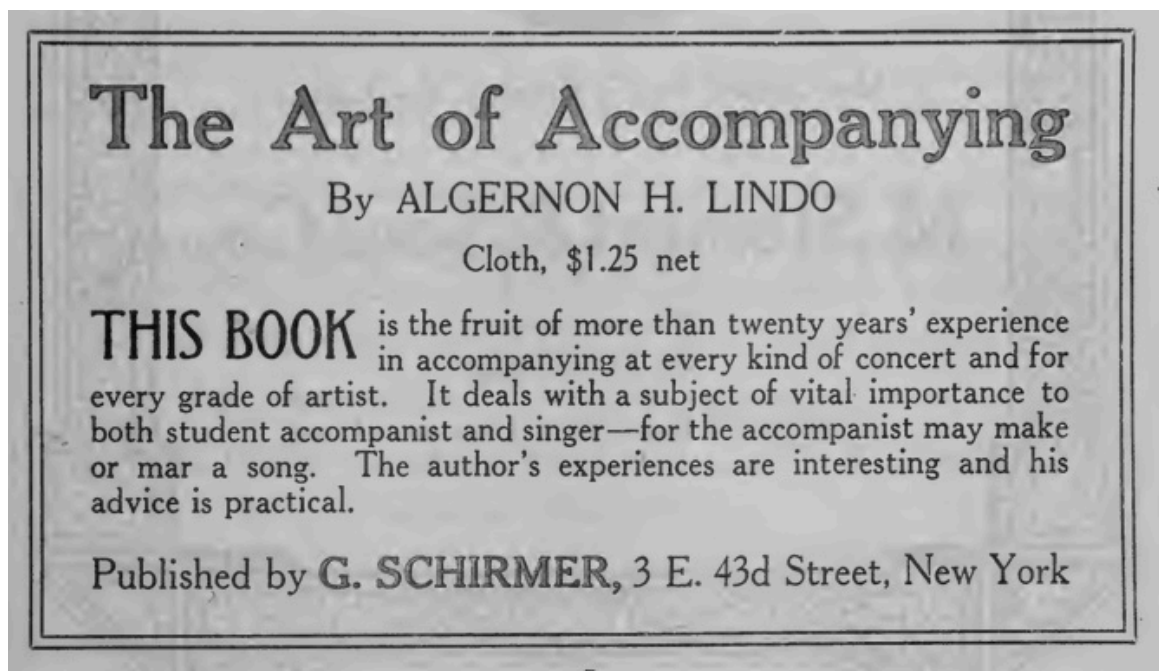 The Art of Accompanying
By ALGERNON H. LINDO
Cloth, $1.25 net
THIS BOOK is the fruit of more than twenty years' experience
in accompanying at every kind of concert and for
every grade of artist. It deals with a subject of vital importance to
both student accompanist and singer—for the accompanist may make
or mar a song. The author's experiences are interesting and his
advice is practical.
Published by G. SCHIRMER, 3 E. 43d Street, New York